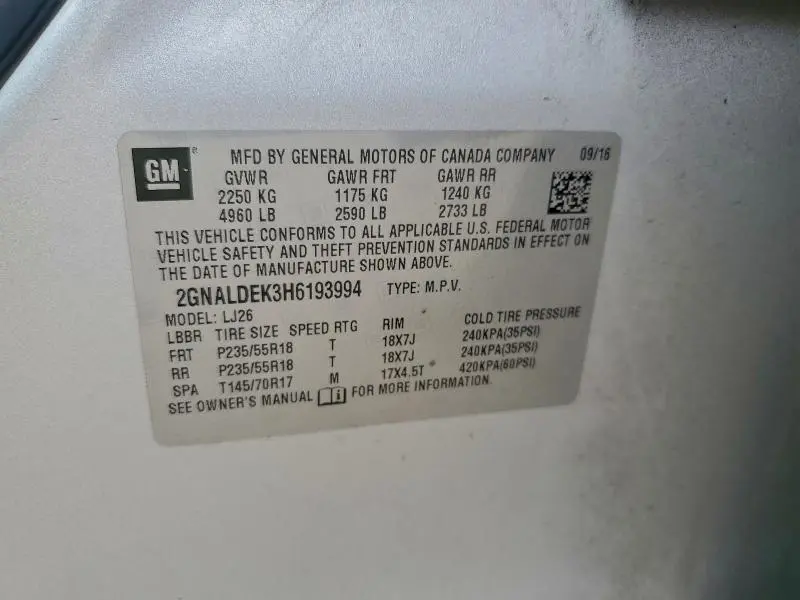 GM® MFD BY GENERAL MOTORS OF CANADA COMPANY 09/16
GVWR GAWR FRT GAWR RR
2250 KG 1175 KG 1240 KG
4960 LB 2590 LB 2733 LB
THIS VEHICLE CONFORMS TO ALL APPLICABLE U.S. FEDERAL MOTOR
VEHICLE SAFETY AND THEFT PREVENTION STANDARDS IN EFFECT ON
THE DATE OF MANUFACTURE SHOWN ABOVE.
2GNALDEK3H6193994 TYPE: M.P.V.
MODEL: LJ26
LBBR TIRE SIZE SPEED RTG RIM COLD TIRE PRESSURE
FRT P235/55R18 T 18X7J 240KPA(35PSI)
RR P235/55R18 T 18X7J 240KPA(35PSI)
SPA T145/70R17 M 17X4.5T 420KPA(60PSI)
SEE OWNER'S MANUAL i FOR MORE INFORMATION.